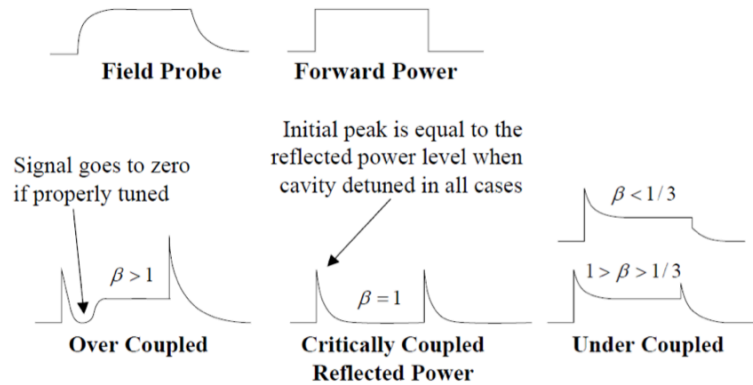 Field Probe
Forward Power
Initial peak is equal to the
reflected power level when
cavity detuned in all cases
Signal goes to zero
if properly tuned
β > 1
β = 1
β < 1/3
1 > β > 1/3
Over Coupled
Critically Coupled
Reflected Power
Under Coupled